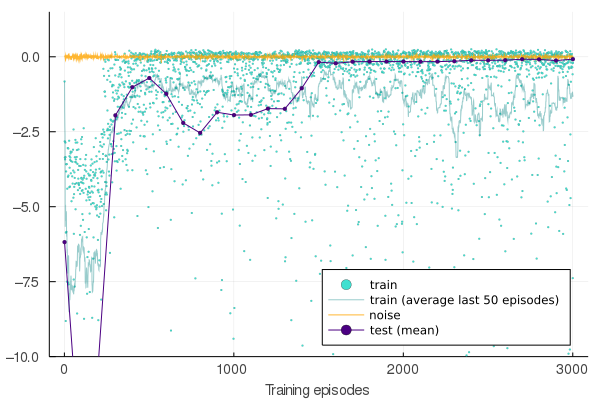 0.0
−2.5
−5.0
−7.5
−10.0
train
train (average last 50 episodes)
noise
test (mean)
0 1000 2000 3000
Training episodes